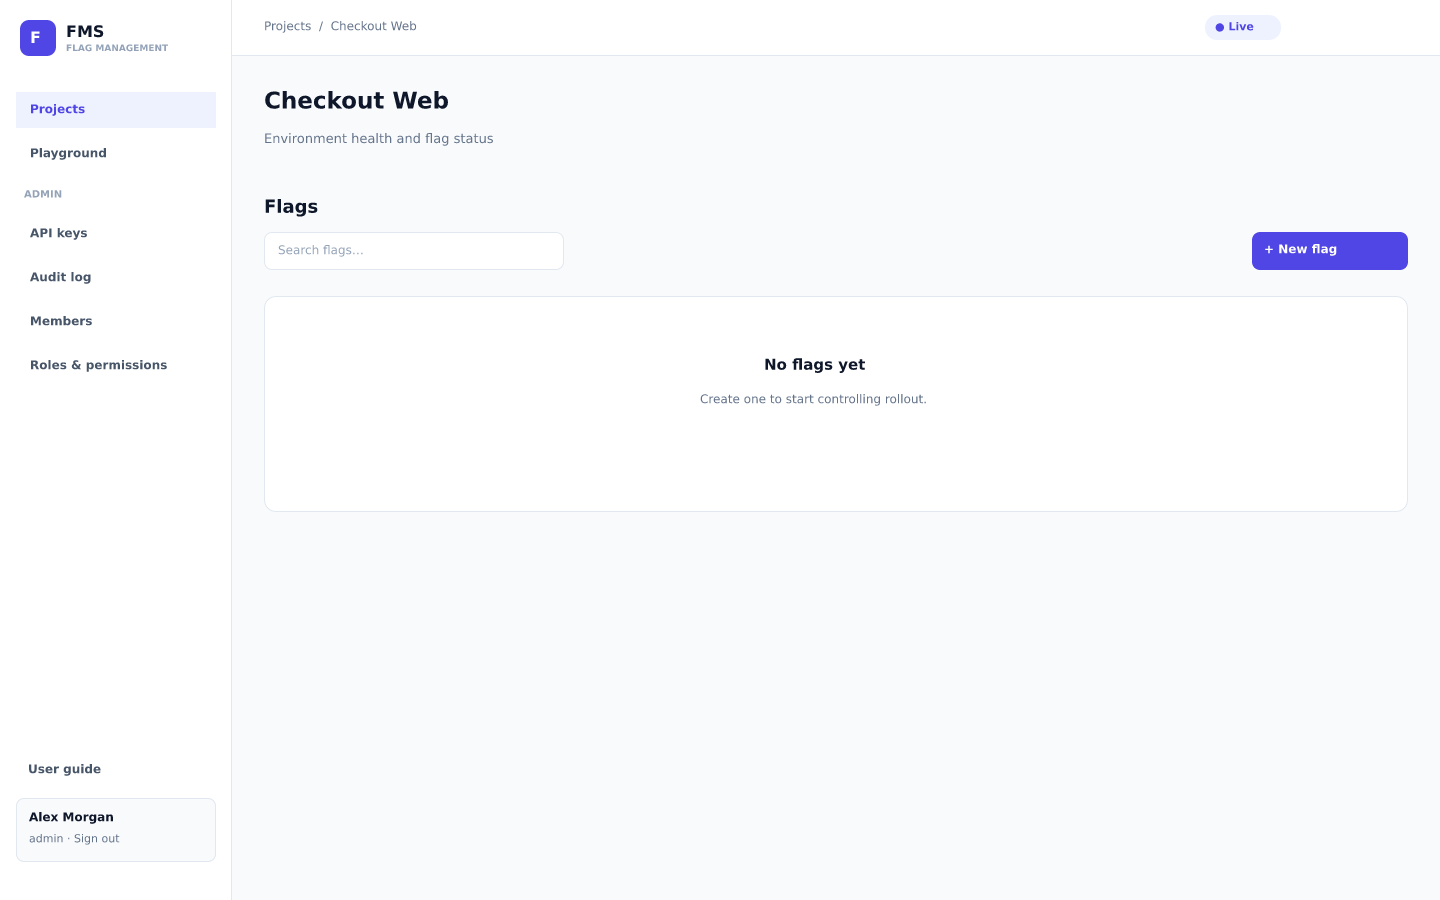 F
FMS
FLAG MANAGEMENT
Projects
Playground
ADMIN
API keys
Audit log
Members
Roles & permissions
User guide
Alex Morgan
admin · Sign out
Projects / Checkout Web
● Live
Checkout Web
Environment health and flag status
Flags
Search flags...
+ New flag
No flags yet
Create one to start controlling rollout.